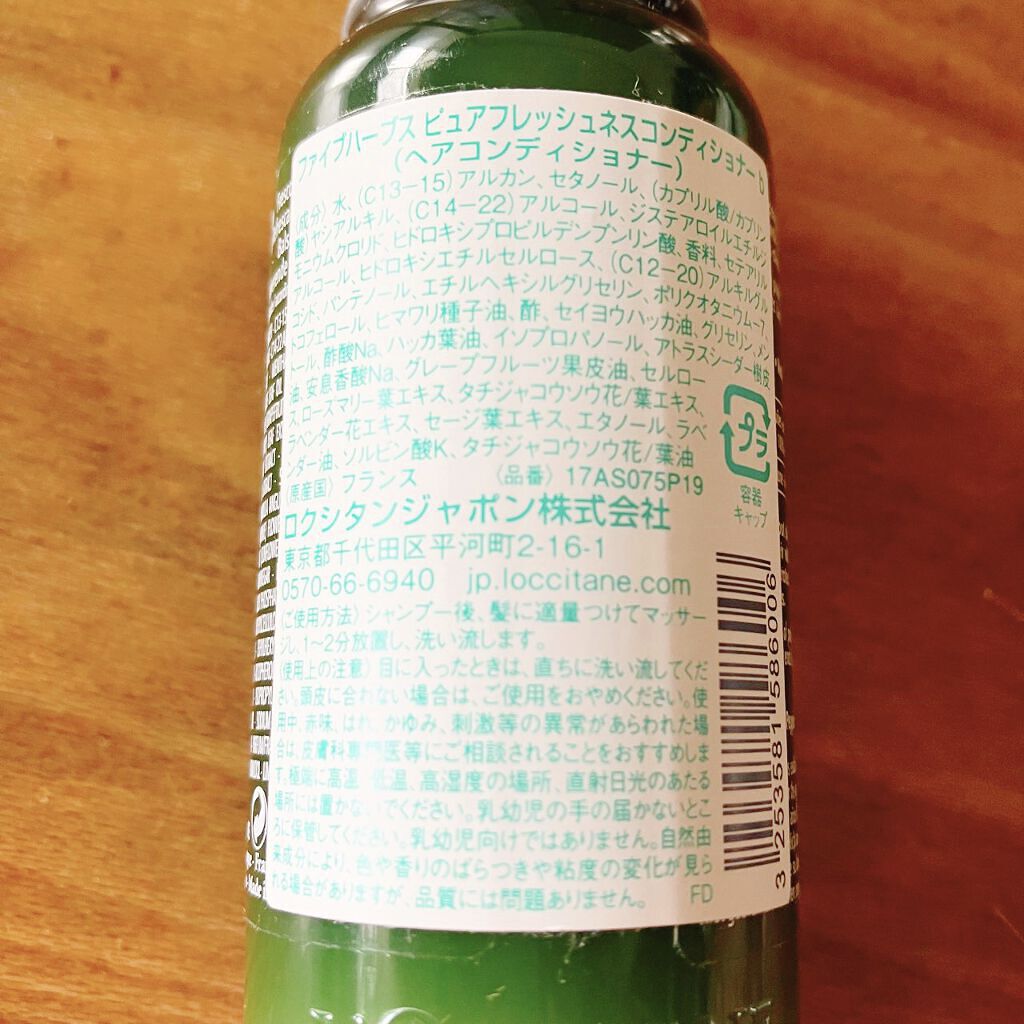 ファイブハーブス ピュアフレッシュネスコンディショナー b
(ヘアコンディショナー)
〈成分〉水、(C13−15)アルカン、セタノール、(カプリル酸/カプリン
酸)ヤシアルキル、(C14−22)アルコール、ジステアロイルエチルジ
モニウムクロリド、ヒドロキシプロピルデンプンリン酸、香料、セテアリル
アルコール、ヒドロキシエチルセルロース、(C12−20)アルキルグル
コシド、パンテノール、エチルヘキシルグリセリン、ポリクオタニウム−
トコフェロール、ヒマワリ種子油、酢、セイヨウハッカ油、グリセリン、メン
トール、酢酸Na、ハッカ葉油、イソプロパノール、アトラスシーダー樹皮
油、安息香酸Na、グレープフルーツ果皮油、セルロー
ス、ローズマリー葉エキス、タチジャコウソウ花/葉エキス、
ラベンダー花エキス、セージ葉エキス、エタノール、ラベ
ンダー油、ソルビン酸K、タチジャコウソウ花/葉油
〈原産国〉フランス 〈品番〉17AS075P19
プラ
容器
キャップ
ロクシタンジャポン株式会社
東京都千代田区平河町2-16-1
0570-66-6940 jp.loccitane.com
〈ご使用方法〉シャンプー後、髪に適量つけてマッサー
ジし、1〜2分放置し、洗い流します。
〈使用上の注意〉目に入ったときは、直ちに洗い流してくだ
さい。頭皮に合わない場合は、ご使用をおやめください。使
用中、赤味、はれ、かゆみ、刺激等の異常があらわれた場
合は、皮膚科専門医等にご相談されることをおすすめしま
す。極端に高温、低温、高湿度の場所、直射日光のあたる
場所には置かないでください。乳幼児の手の届かないとこ
ろに保管してください。乳幼児向けではありません。自然由
来成分により、色や香りのばらつきや粘度の変化が見ら
れる場合がありますが、品質には問題ありません。 FD
3 253581 586006